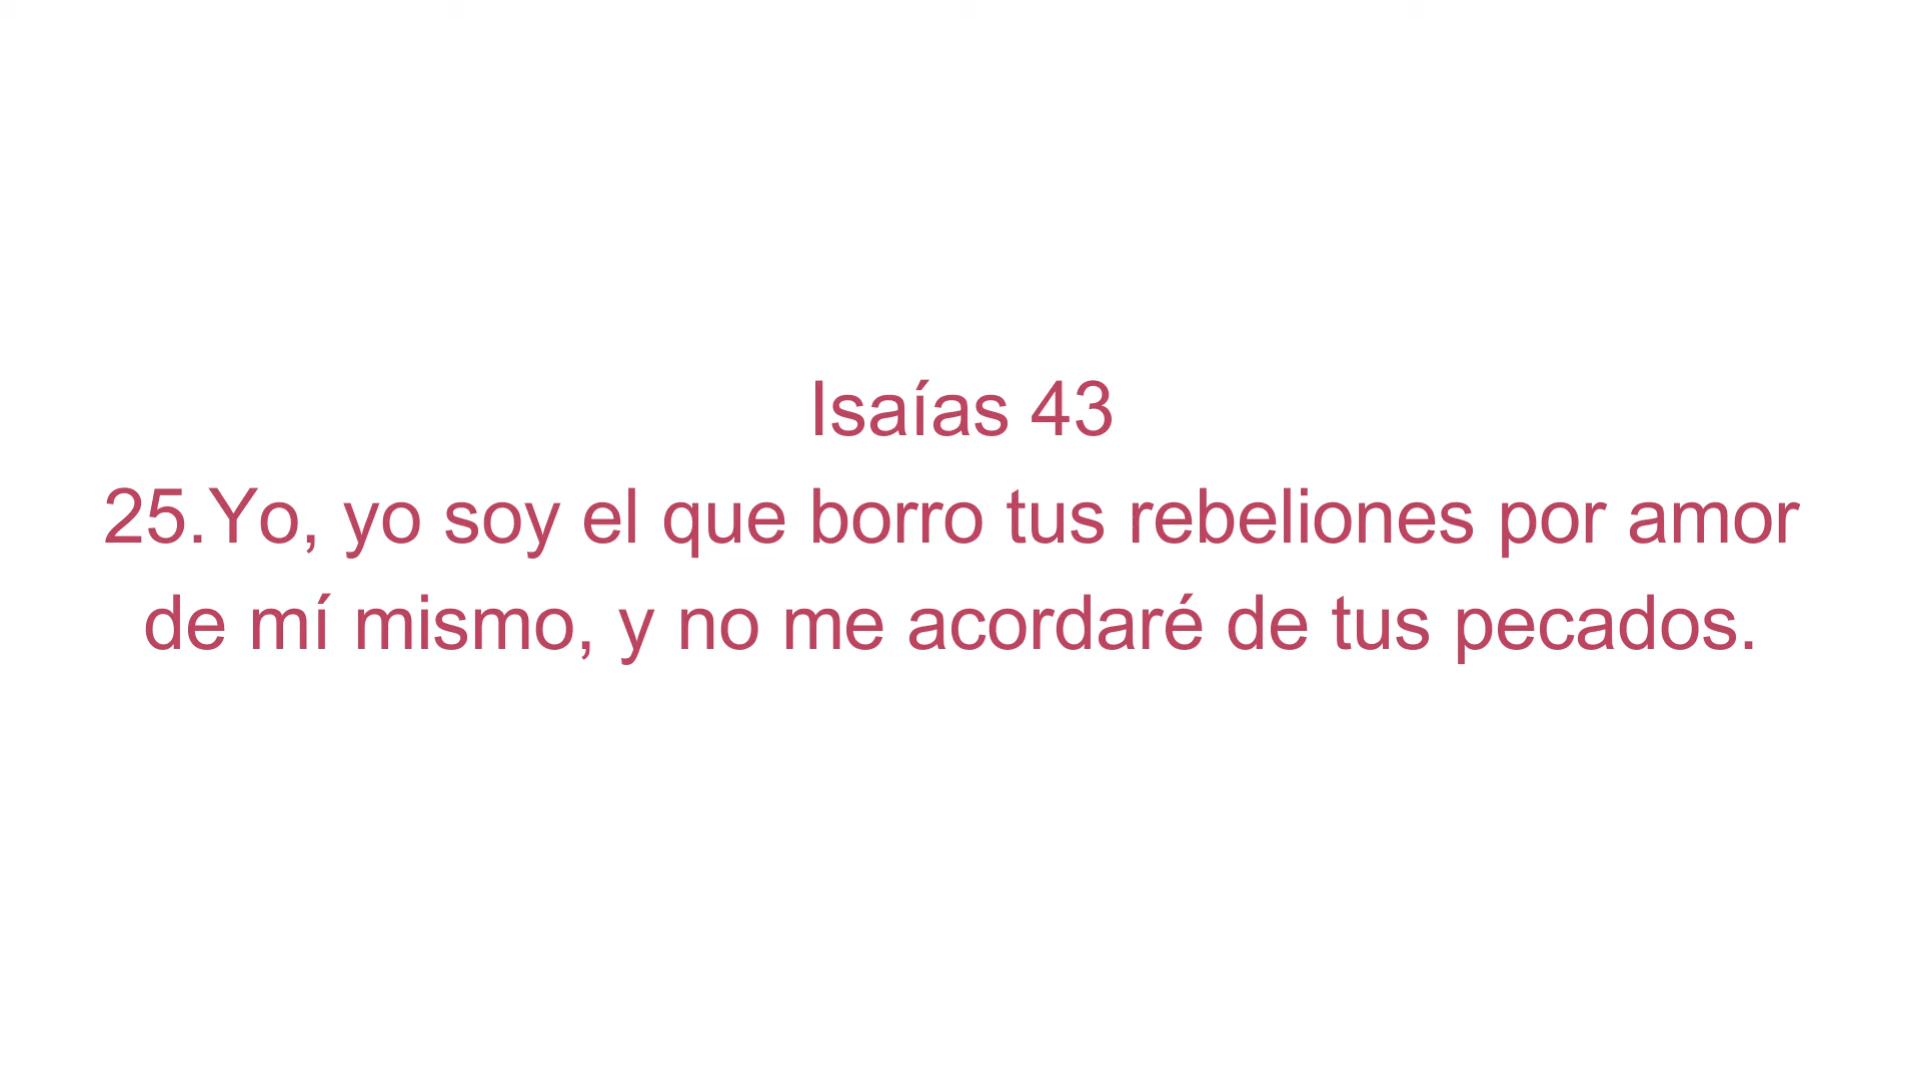 Isaías 43
25.Yo, yo soy el que borro tus rebeliones por amor
de mí mismo, y no me acordaré de tus pecados.